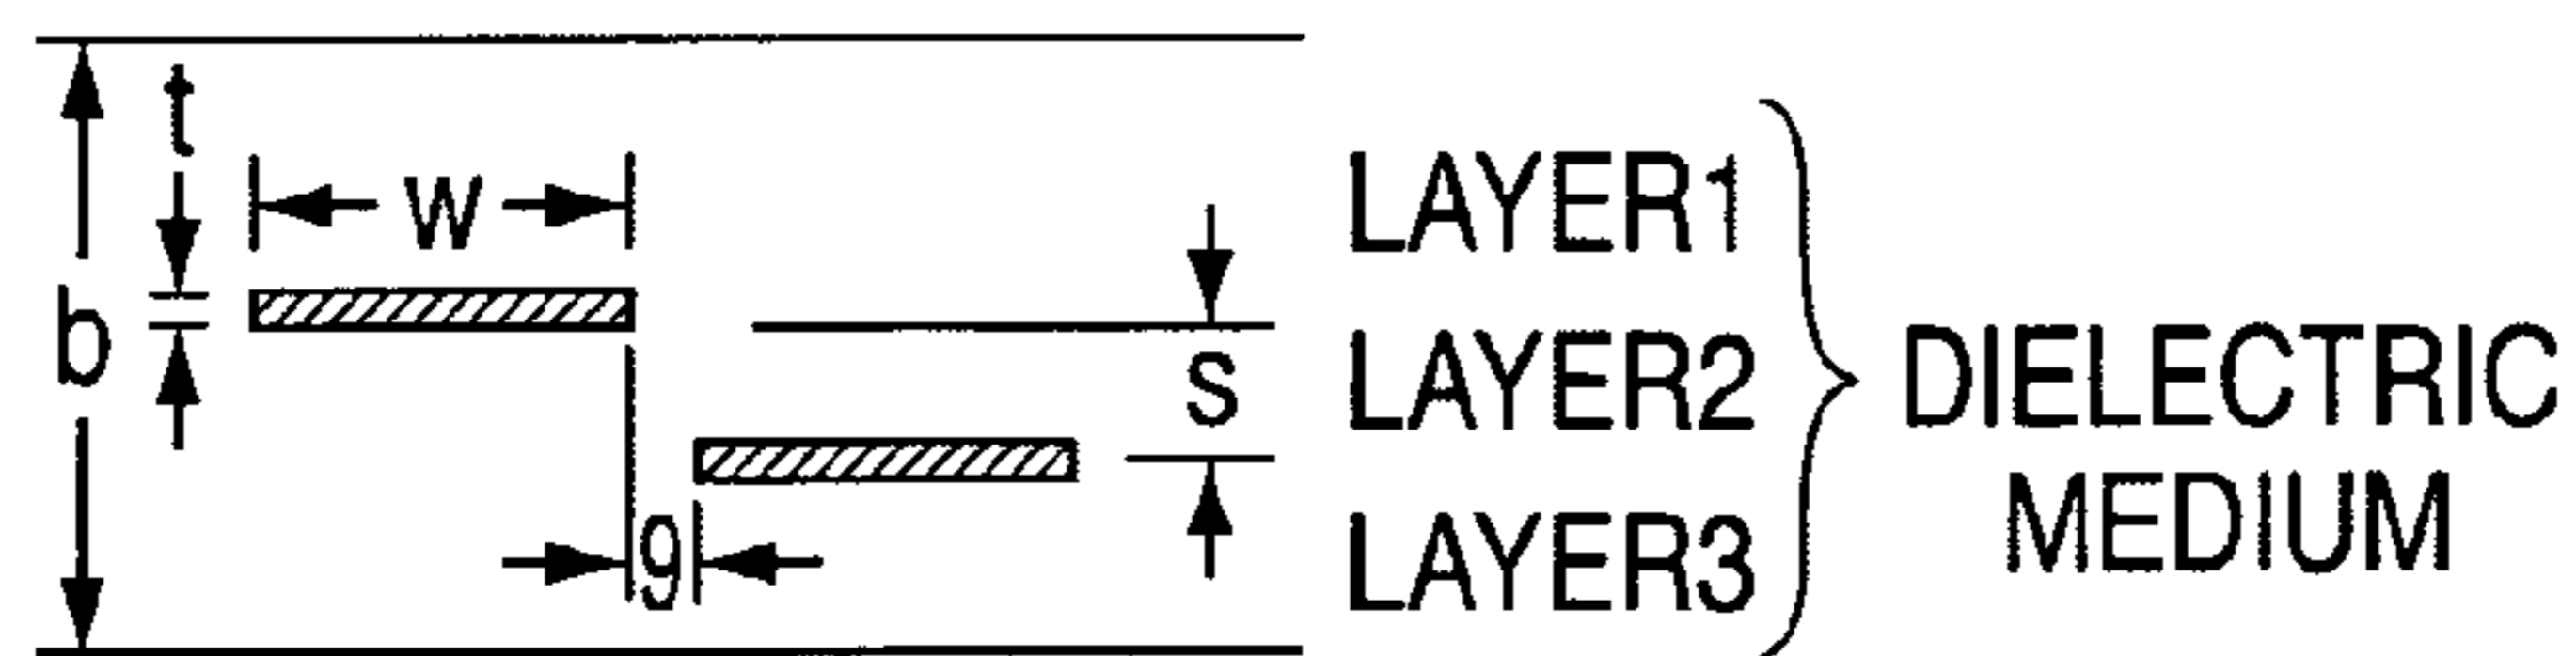 t
W
b
S
g
LAYER1
LAYER2
LAYER3
DIELECTRIC
MEDIUM